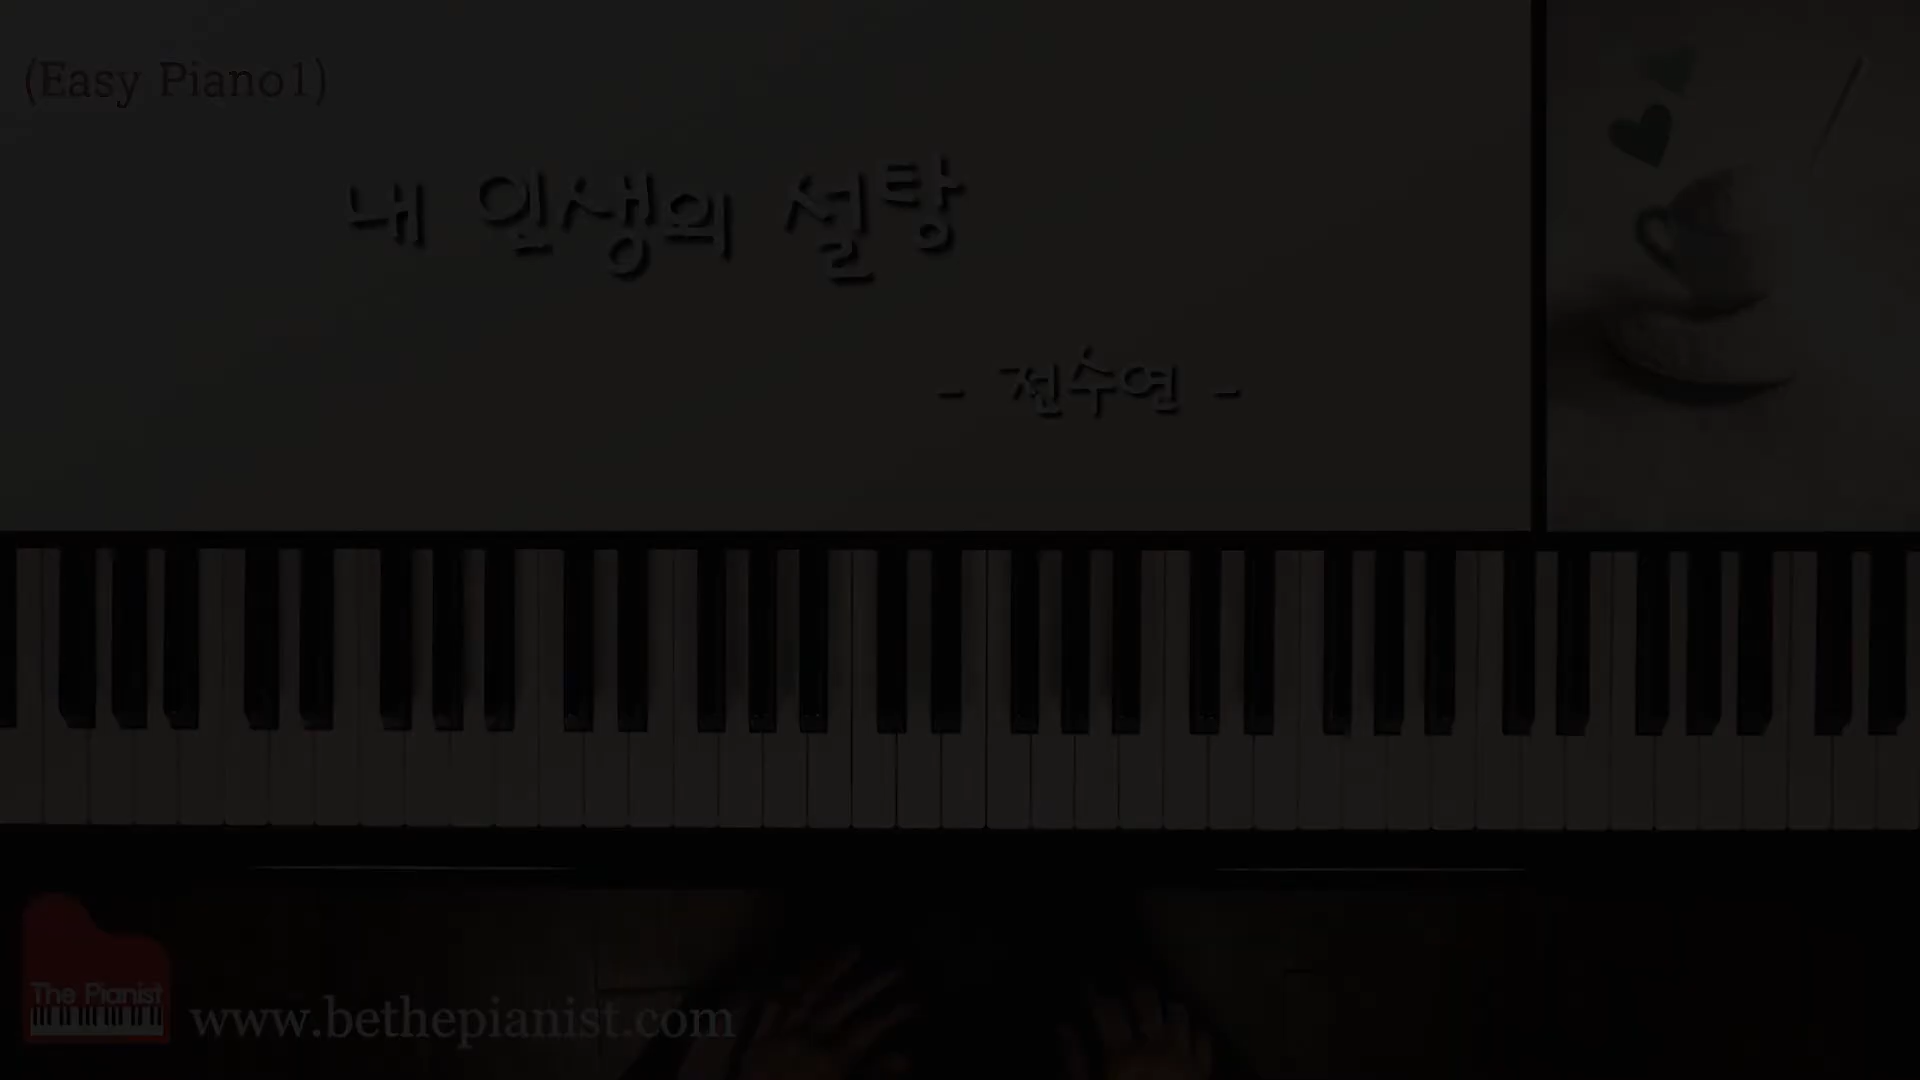 (Easy Piano1)
내 인생의 설탕
- 전수연 -
The Pianist
www.bethepianist.com